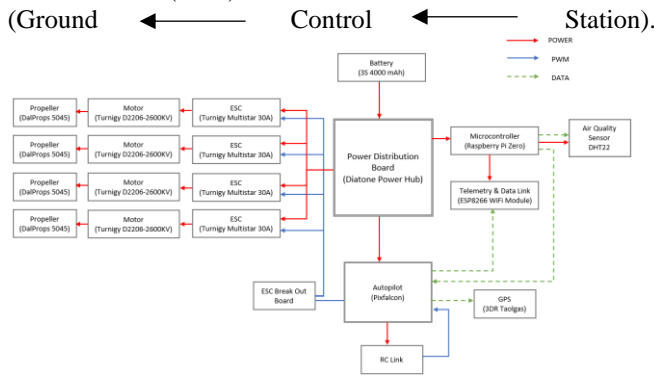 (Ground Control Station).
POWER
PWM
DATA
Battery
(3S 4000 mAh)
Propeller
(DalProps 5045)
Motor
(Turnigy D2206-2600KV)
ESC
(Turnigy Multistar 30A)
Propeller
(DalProps 5045)
Motor
(Turnigy D2206-2600KV)
ESC
(Turnigy Multistar 30A)
Propeller
(DalProps 5045)
Motor
(Turnigy D2206-2600KV)
ESC
(Turnigy Multistar 30A)
Propeller
(DalProps 5045)
Motor
(Turnigy D2206-2600KV)
ESC
(Turnigy Multistar 30A)
Power Distribution
Board
(Diatone Power Hub)
Microcontroller
(Raspberry Pi Zero)
Air Quality
Sensor
DHT22
Telemetry & Data Link
(ESP8266 WiFi Module)
ESC Break Out
Board
Autopilot
(Pixfalcon)
GPS
(3DR Taolgas)
RC Link